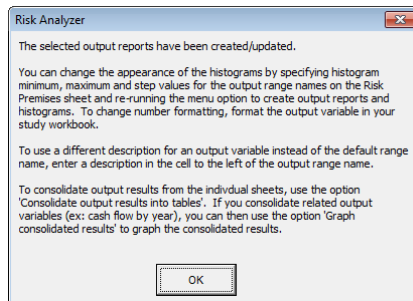 Risk Analyzer
The selected output reports have been created/updated.
You can change the appearance of the histograms by specifying histogram
minimum, maximum and step values for the output range names on the Risk
Premises sheet and re-running the menu option to create output reports and
histograms. To change number formatting, format the output variable in your
study workbook.
To use a different description for an output variable instead of the default range
name, enter a description in the cell to the left of the output range name.
To consolidate output results from the indivdual sheets, use the option
'Consolidate output results into tables'. If you consolidate related output
variables (ex: cash flow by year), you can then use the option 'Graph
consolidated results' to graph the consolidated results.
OK